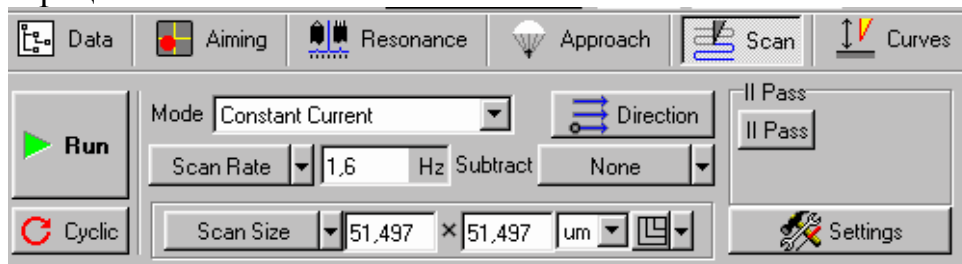 Data Aiming Resonance Approach Scan Curves
Run
Mode Constant Current Direction
Scan Rate 1,6 Hz Subtract None
II Pass
II Pass
Cyclic
Scan Size 51,497 × 51,497 um
Settings